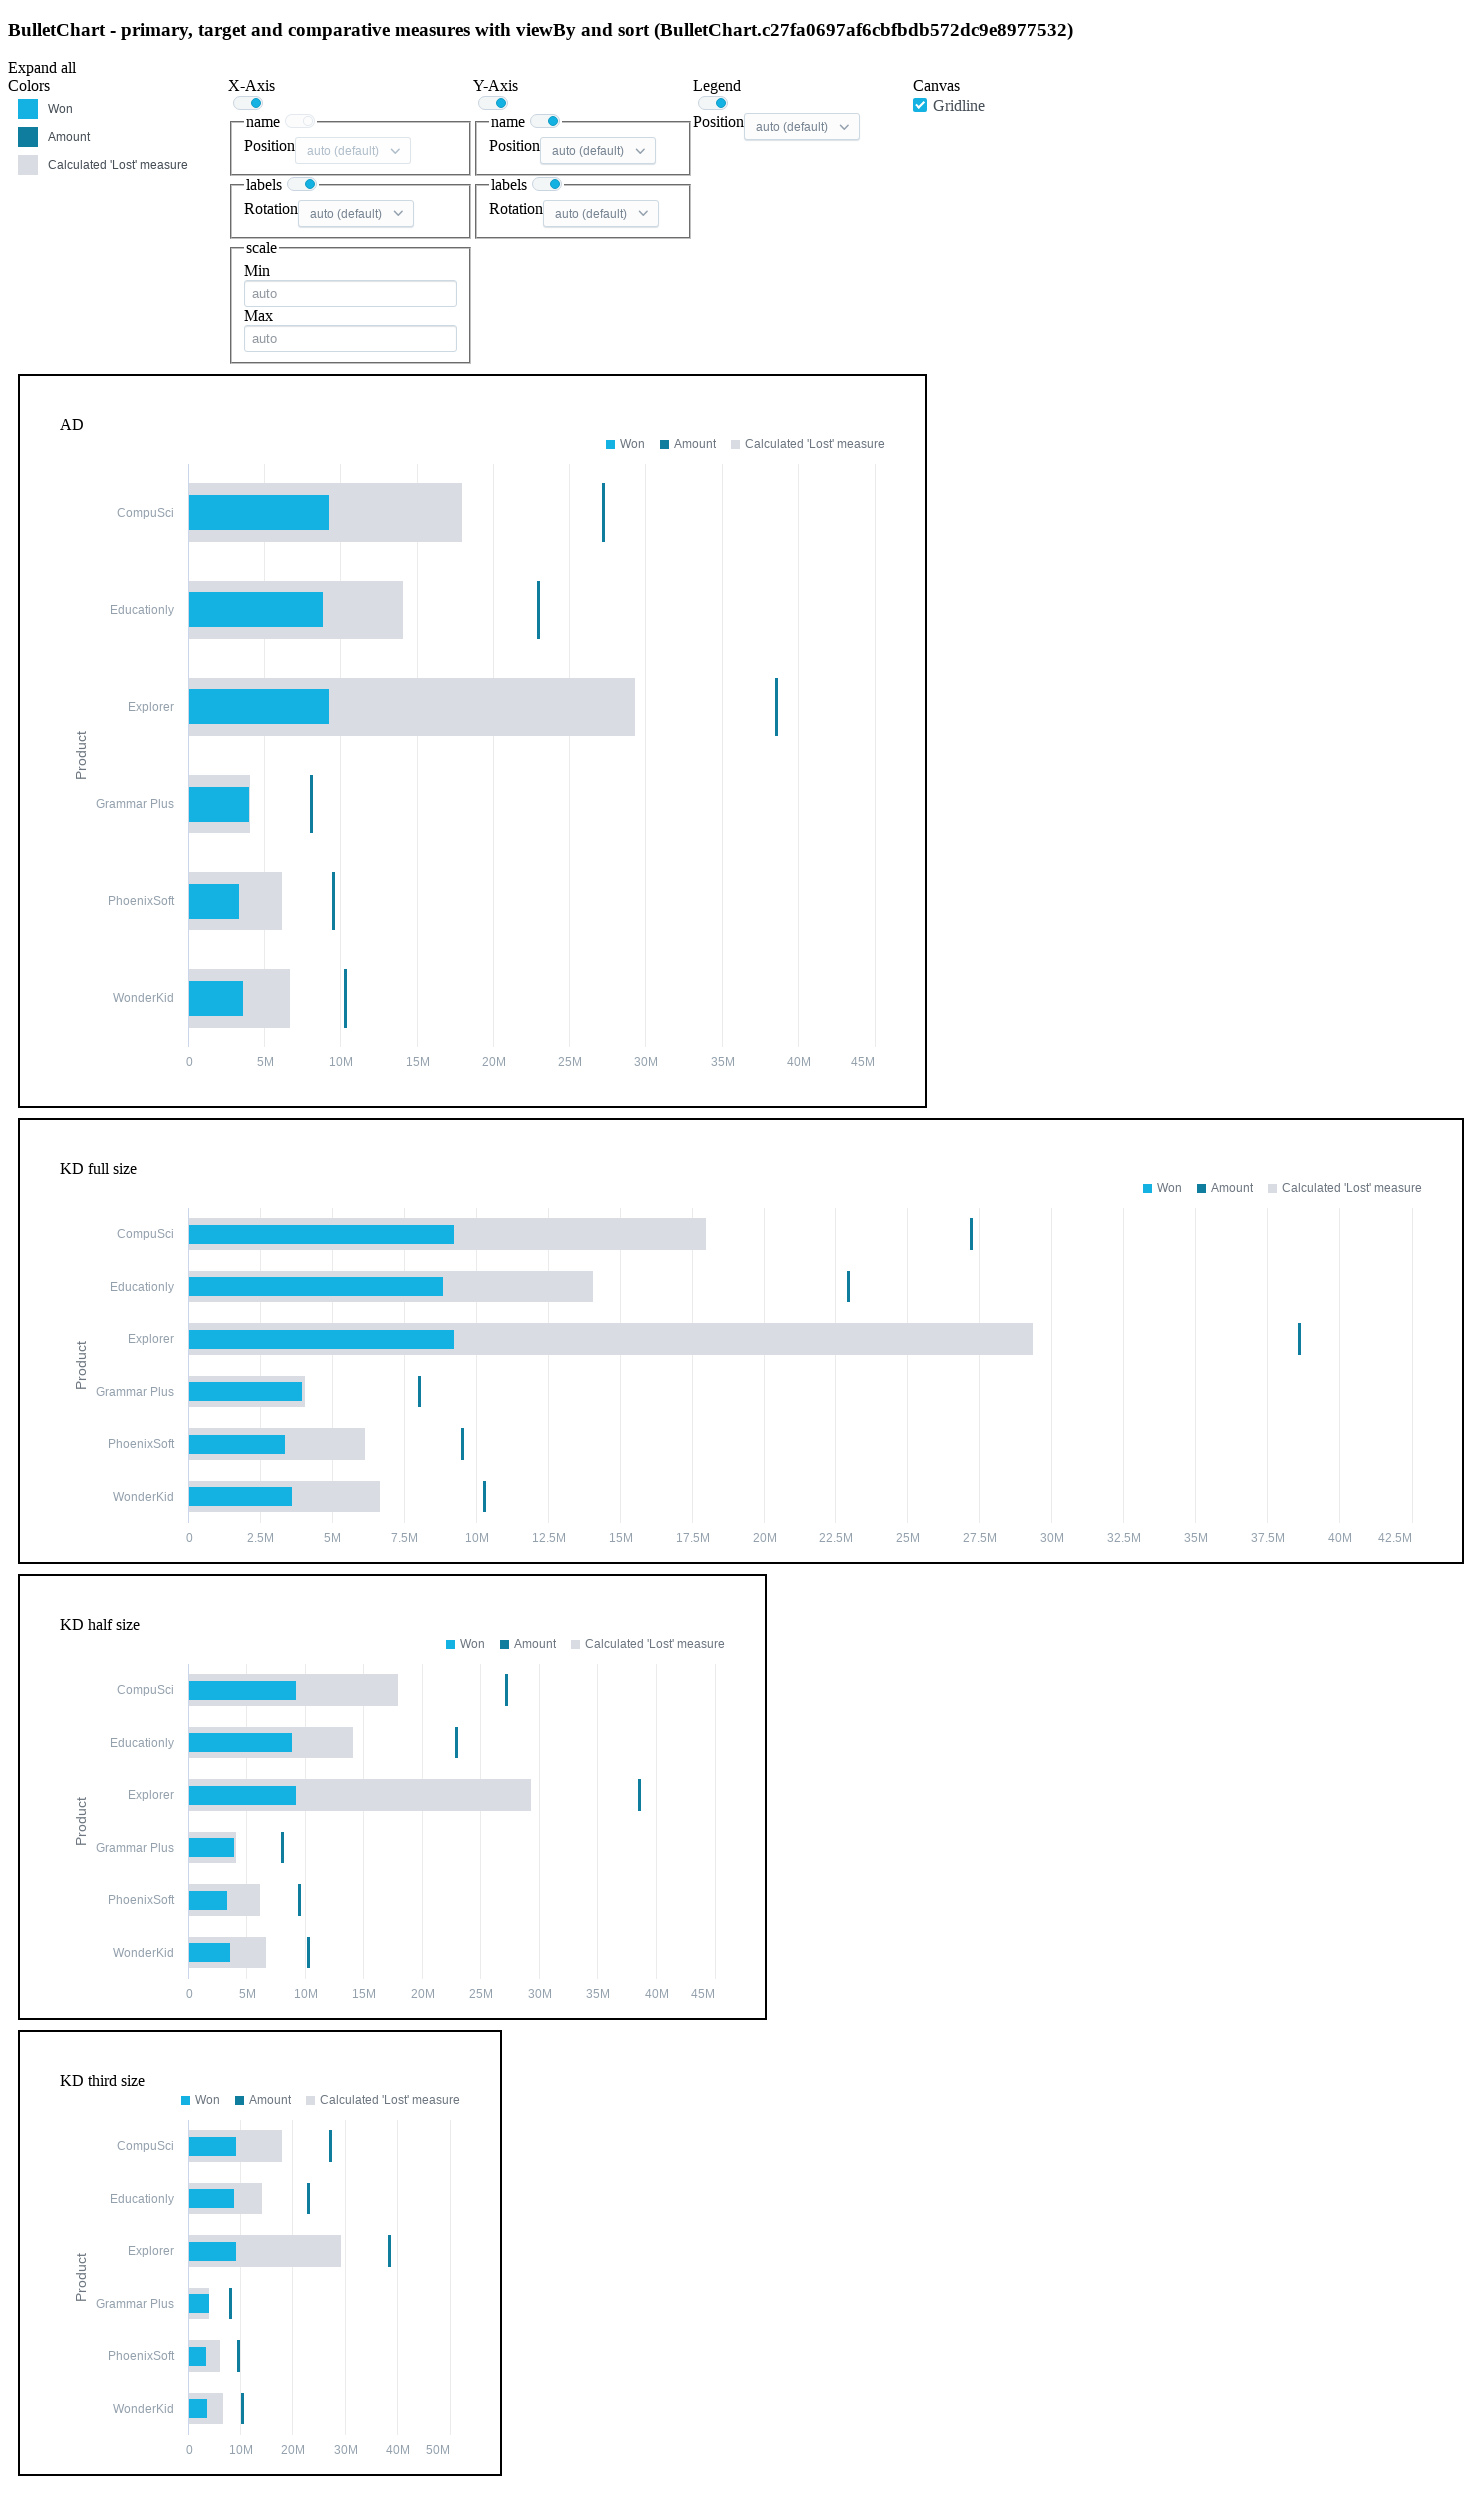 BulletChart - primary, target and comparative measures with viewBy and sort (BulletChart.c27fa0697af6cbfbdb572dc9e8977532)
Expand all
Colors
Won
Amount
Calculated 'Lost' measure
X-Axis
name
Position auto (default)
labels
Rotation auto (default)
scale
Min
auto
Max
auto
Y-Axis
name
Position auto (default)
labels
Rotation auto (default)
Legend
Position auto (default)
Canvas
Gridline
AD
Won Amount Calculated 'Lost' measure
Product
CompuSci
Educationly
Explorer
Grammar Plus
PhoenixSoft
WonderKid
0 5M 10M 15M 20M 25M 30M 35M 40M 45M
KD full size
Won Amount Calculated 'Lost' measure
Product
CompuSci
Educationly
Explorer
Grammar Plus
PhoenixSoft
WonderKid
0 2.5M 5M 7.5M 10M 12.5M 15M 17.5M 20M 22.5M 25M 27.5M 30M 32.5M 35M 37.5M 40M 42.5M
KD half size
Won Amount Calculated 'Lost' measure
Product
CompuSci
Educationly
Explorer
Grammar Plus
PhoenixSoft
WonderKid
0 5M 10M 15M 20M 25M 30M 35M 40M 45M
KD third size
Won Amount Calculated 'Lost' measure
Product
CompuSci
Educationly
Explorer
Grammar Plus
PhoenixSoft
WonderKid
0 10M 20M 30M 40M 50M